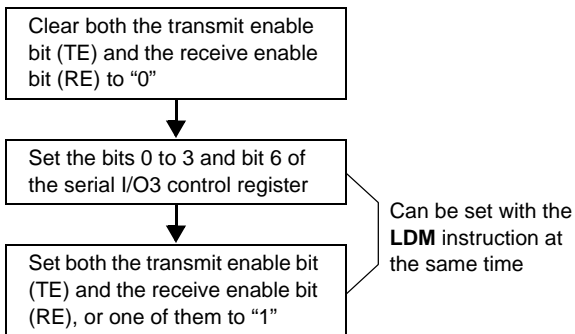 Clear both the transmit enable
bit (TE) and the receive enable
bit (RE) to “0”
Set the bits 0 to 3 and bit 6 of
the serial I/O3 control register
Can be set with the
LDM instruction at
the same time
Set both the transmit enable bit
(TE) and the receive enable bit
(RE), or one of them to “1”